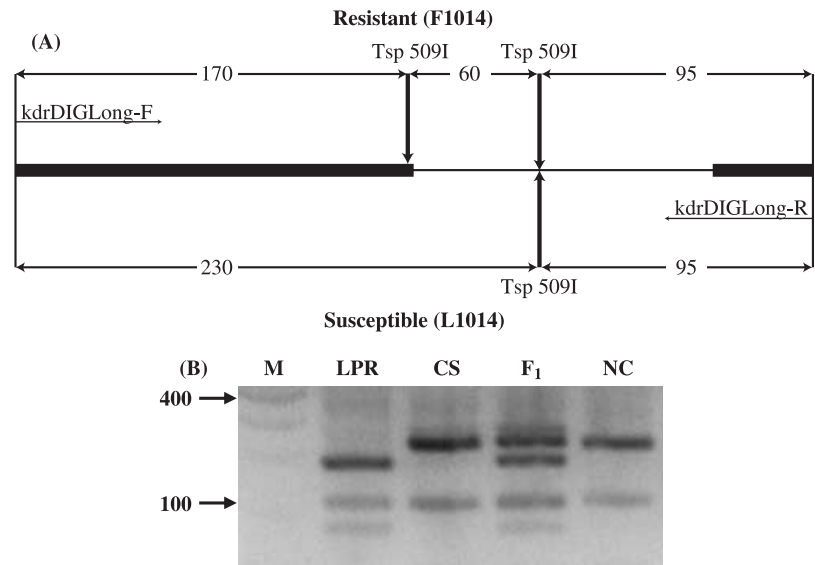 Resistant (F1014)
(A)
Tsp 509I Tsp 509I
170 60 95
kdrDIGLong-F
kdrDIGLong-R
230 95
Tsp 509I
Susceptible (L1014)
(B) M LPR CS F₁ NC
400
100